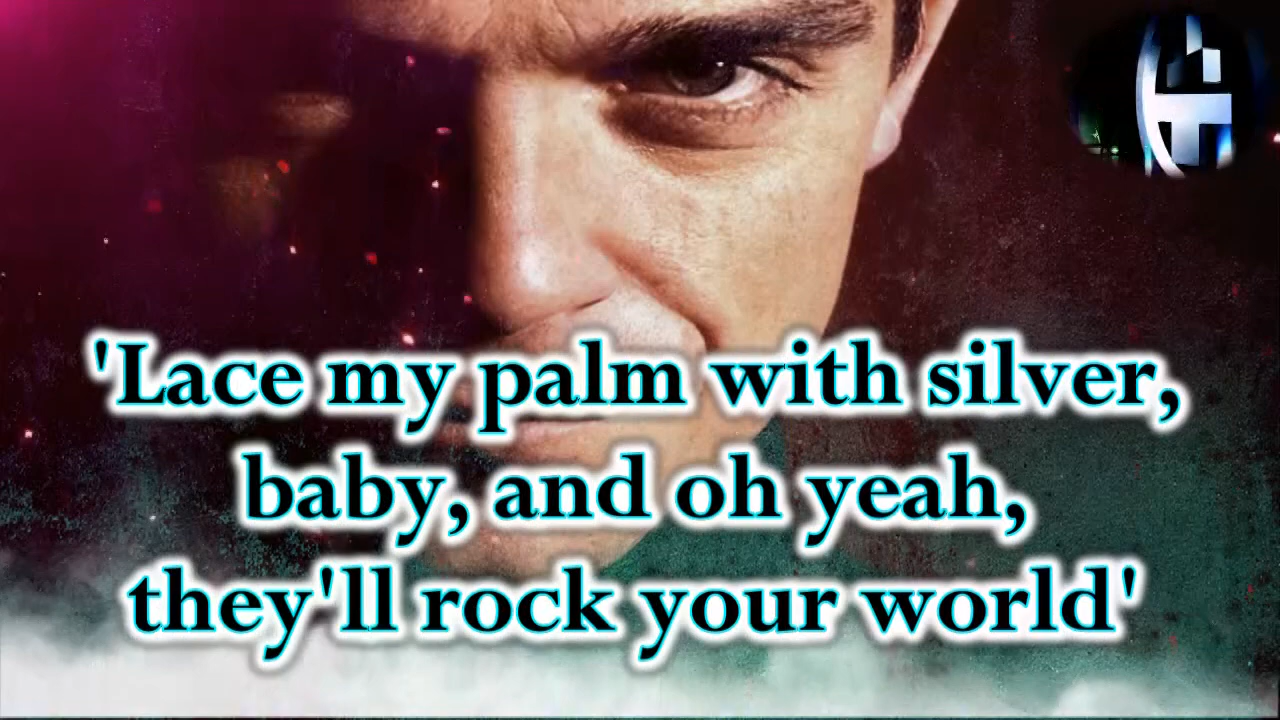 'Lace my palm with silver,
baby, and oh yeah,
they'll rock your world'